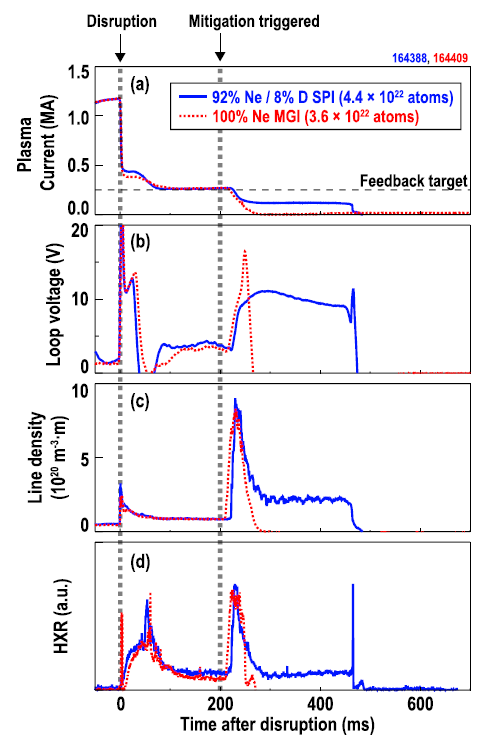 Disruption Mitigation triggered
164388, 164409
1.5
(a)
92% Ne / 8% D SPI (4.4 × 10²² atoms)
100% Ne MGI (3.6 × 10²² atoms)
1.0
Plasma
Current (MA)
0.5
Feedback target
0.0
20
(b)
Loop voltage (V)
10
0
10
(c)
Line density
(10²⁰ m⁻³·m)
5
0
(d)
HXR (a.u.)
0 200 400 600
Time after disruption (ms)